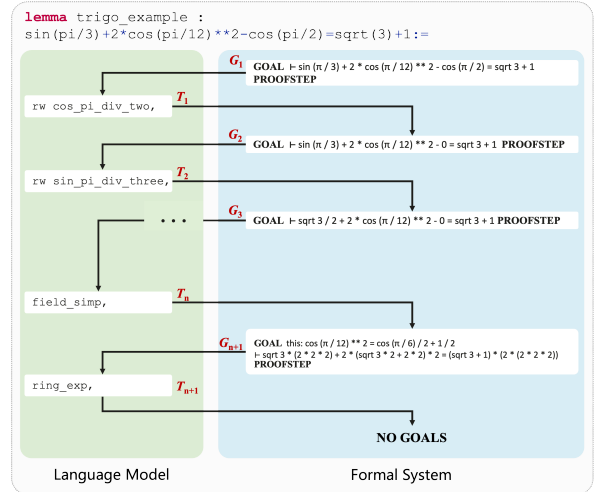 lemma trigo_example :
sin(pi/3)+2*cos(pi/12)**2-cos(pi/2)=sqrt(3)+1:=
G1
GOAL ⊢ sin (π / 3) + 2 * cos (π / 12) ** 2 - cos (π / 2) = sqrt 3 + 1
PROOFSTEP
rw cos_pi_div_two,
T1
G2
GOAL ⊢ sin (π / 3) + 2 * cos (π / 12) ** 2 - 0 = sqrt 3 + 1 PROOFSTEP
rw sin_pi_div_three,
T2
...
G3
GOAL ⊢ sqrt 3 / 2 + 2 * cos (π / 12) ** 2 - 0 = sqrt 3 + 1 PROOFSTEP
field_simp,
Tn
Gn+1
GOAL this: cos (π / 12) ** 2 = cos (π / 6) / 2 + 1 / 2
⊢ sqrt 3 * (2 * 2 * 2) + 2 * (sqrt 3 * 2 + 2 * 2) * 2 = (sqrt 3 + 1) * (2 * (2 * 2 * 2))
PROOFSTEP
ring_exp,
Tn+1
NO GOALS
Language Model
Formal System